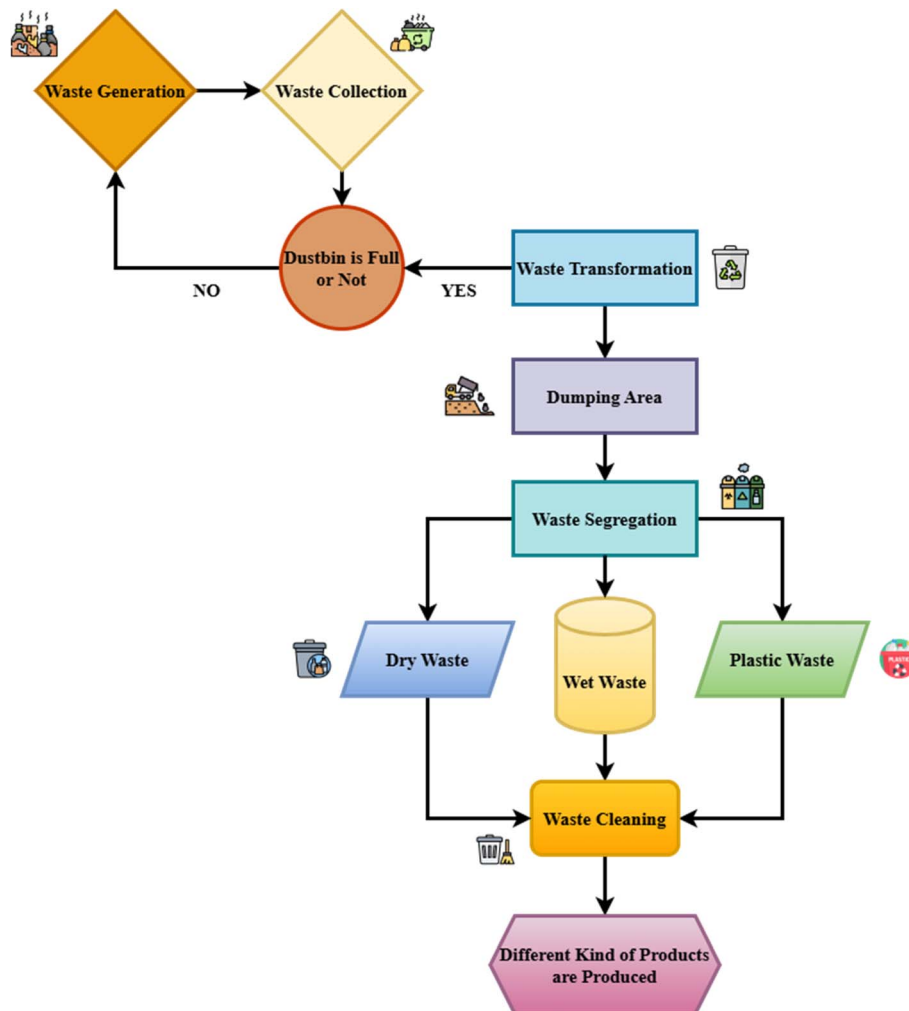 Waste Generation
Waste Collection
Dustbin is Full
or Not
NO
YES
Waste Transformation
Dumping Area
Waste Segregation
Dry Waste
Wet Waste
Plastic Waste
PLASTIC
Waste Cleaning
Different Kind of Products
are Produced